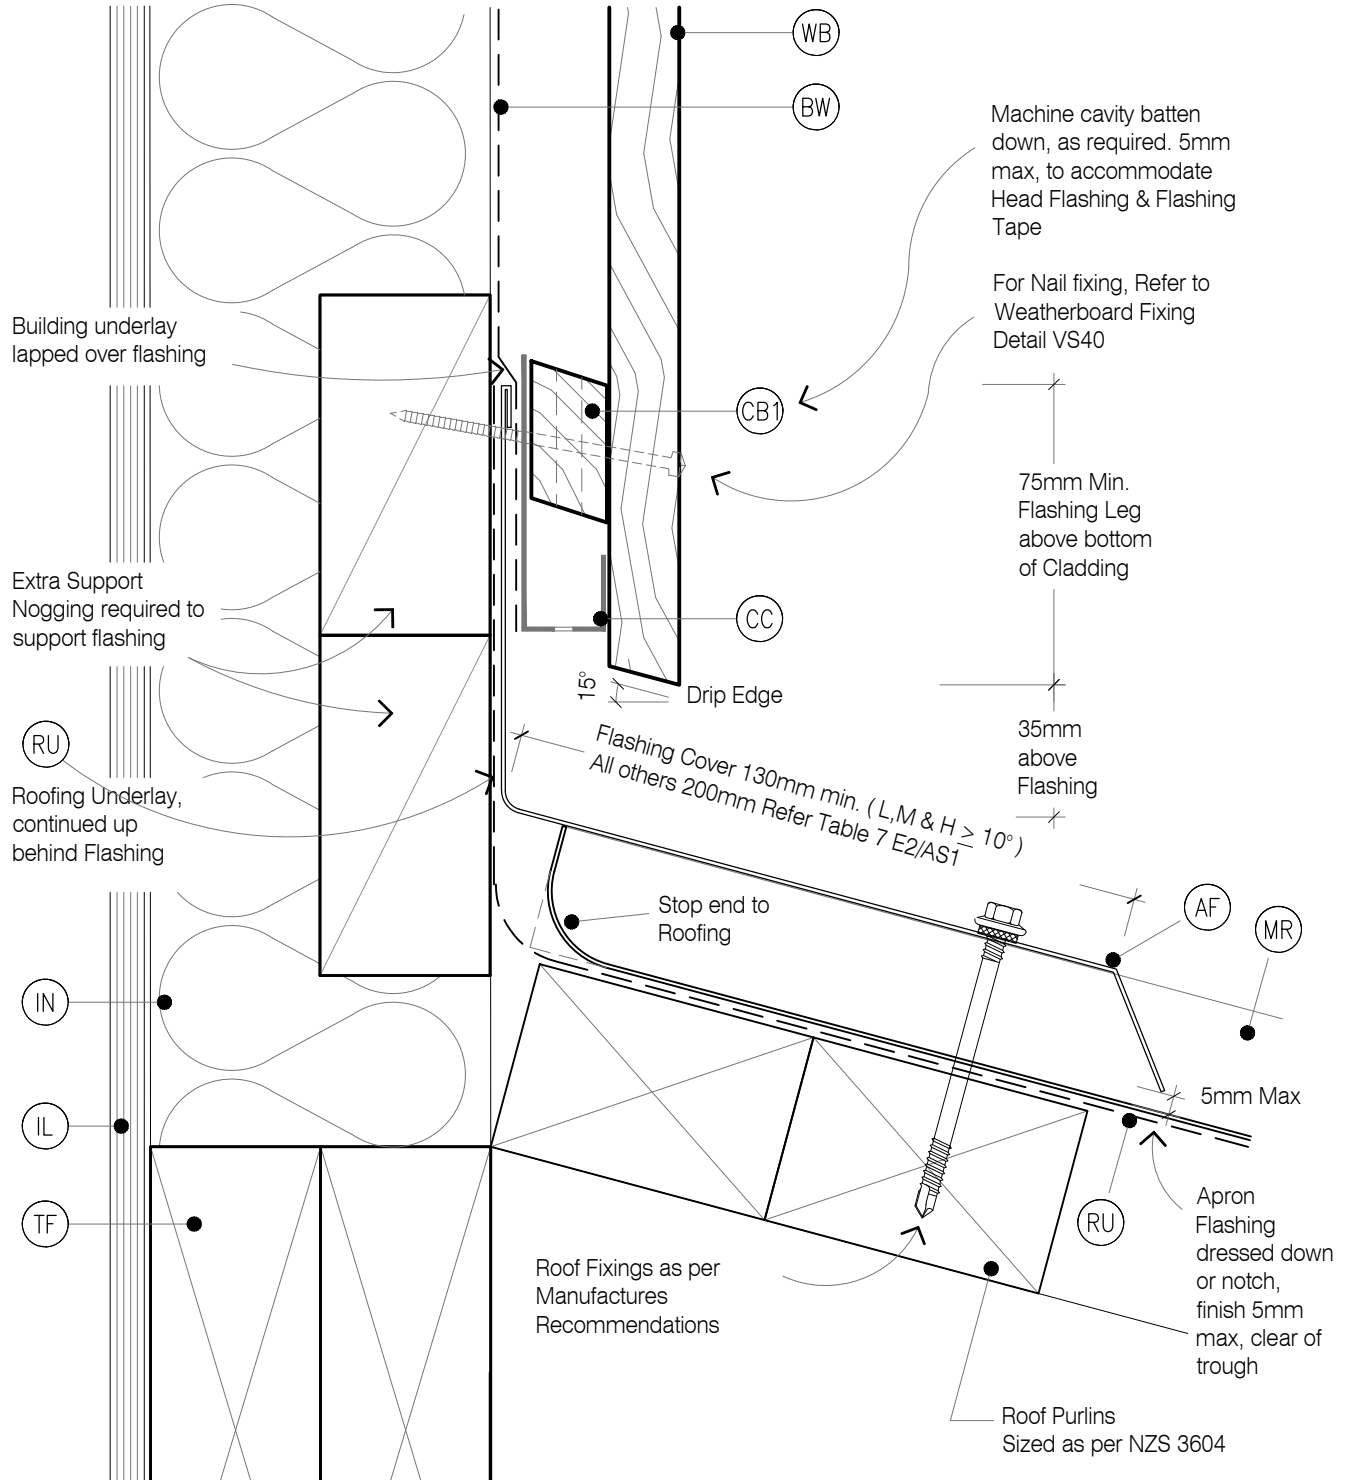 WB
BW
Machine cavity batten
down, as required. 5mm
max, to accommodate
Head Flashing & Flashing
Tape
For Nail fixing, Refer to
Weatherboard Fixing
Detail VS40
Building underlay
lapped over flashing
CB1
75mm Min.
Flashing Leg
above bottom
of Cladding
Extra Support
Nogging required to
support flashing
CC
15°
Drip Edge
35mm
above
Flashing
RU
Roofing Underlay,
continued up
behind Flashing
Flashing Cover 130mm min. ( L,M & H ≥ 10° )
All others 200mm Refer Table 7 E2/AS1
Stop end to
Roofing
AF
MR
IN
5mm Max
IL
RU
TF
Apron
Flashing
dressed down
or notch,
finish 5mm
max, clear of
trough
Roof Fixings as per
Manufactures
Recommendations
Roof Purlins
Sized as per NZS 3604